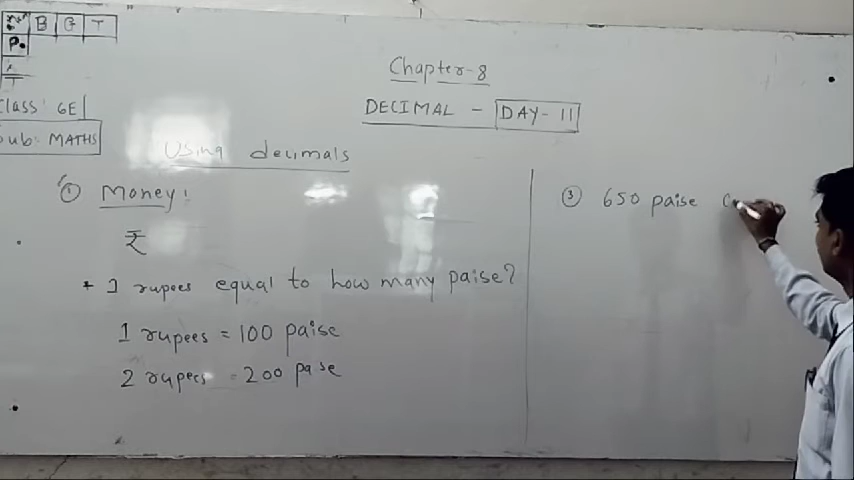 B G T
P.
Chapter-8
Class: 6E
DECIMAL - DAY-11
Sub: MATHS
Using decimals
① Money:
₹
1 rupees equal to how many paise?
1 rupees = 100 paise
2 rupees = 200 paise
③ 650 paise